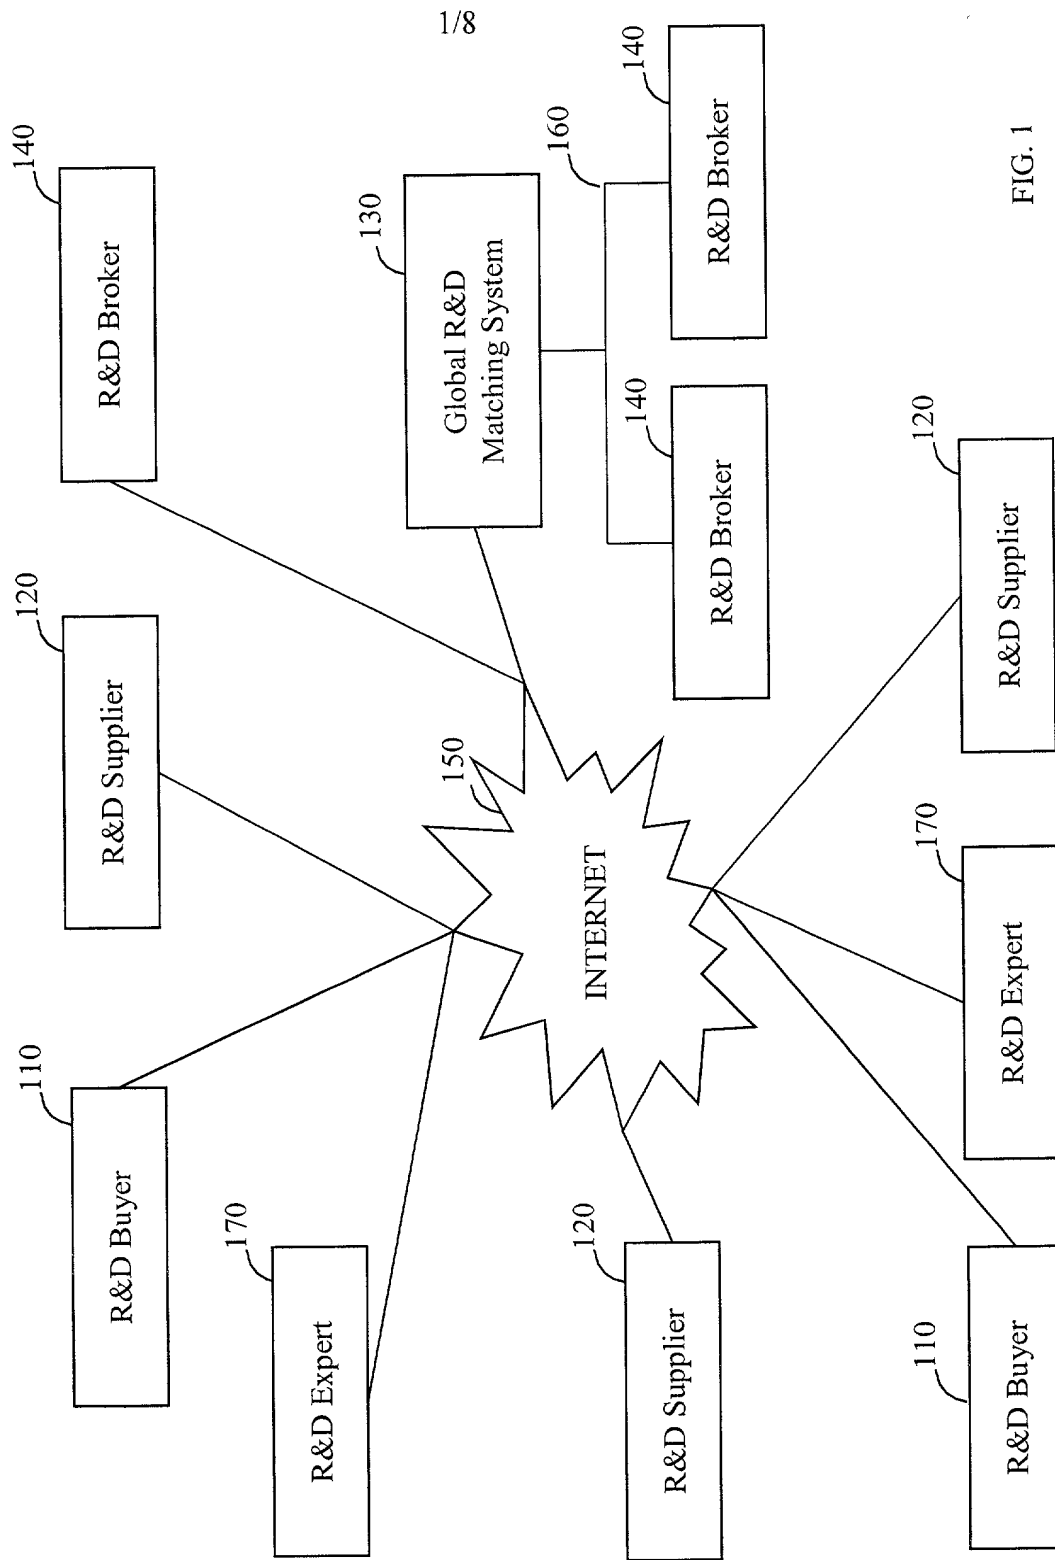 1/8
110
R&D Buyer
120
R&D Supplier
140
R&D Broker
170
R&D Expert
150
INTERNET
130
Global R&D
Matching System
160
120
R&D Supplier
140
R&D Broker
140
R&D Broker
110
R&D Buyer
170
R&D Expert
120
R&D Supplier
FIG. 1